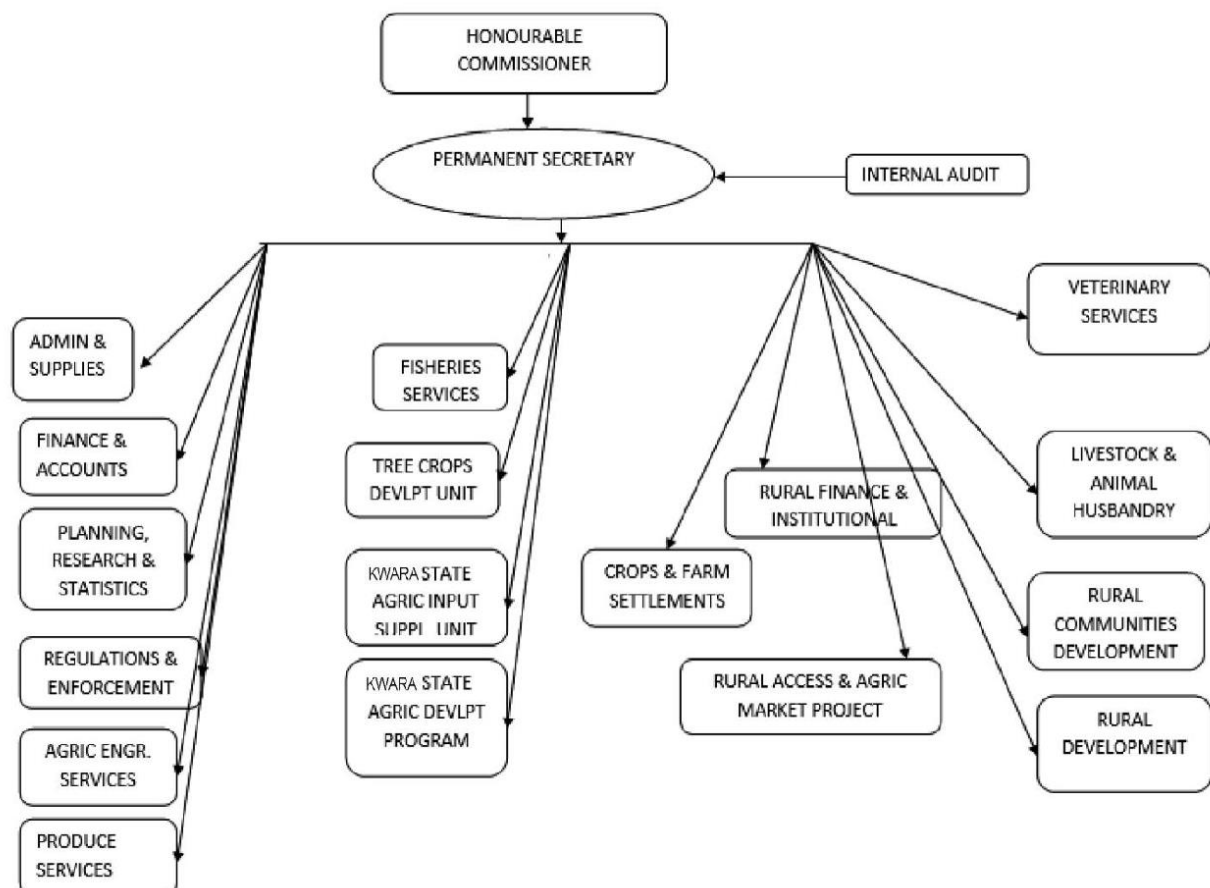 HONOURABLE
COMMISSIONER
PERMANENT SECRETARY
INTERNAL AUDIT
ADMIN &
SUPPLIES
FINANCE &
ACCOUNTS
PLANNING,
RESEARCH &
STATISTICS
REGULATIONS &
ENFORCEMENT
AGRIC ENGR.
SERVICES
PRODUCE
SERVICES
FISHERIES
SERVICES
TREE CROPS
DEVLPT UNIT
KWARA STATE
AGRIC INPUT
SUPPL. UNIT
KWARA STATE
AGRIC DEVLPT
PROGRAM
RURAL FINANCE &
INSTITUTIONAL
CROPS & FARM
SETTLEMENTS
RURAL ACCESS & AGRIC
MARKET PROJECT
VETERINARY
SERVICES
LIVESTOCK &
ANIMAL
HUSBANDRY
RURAL
COMMUNITIES
DEVELOPMENT
RURAL
DEVELOPMENT